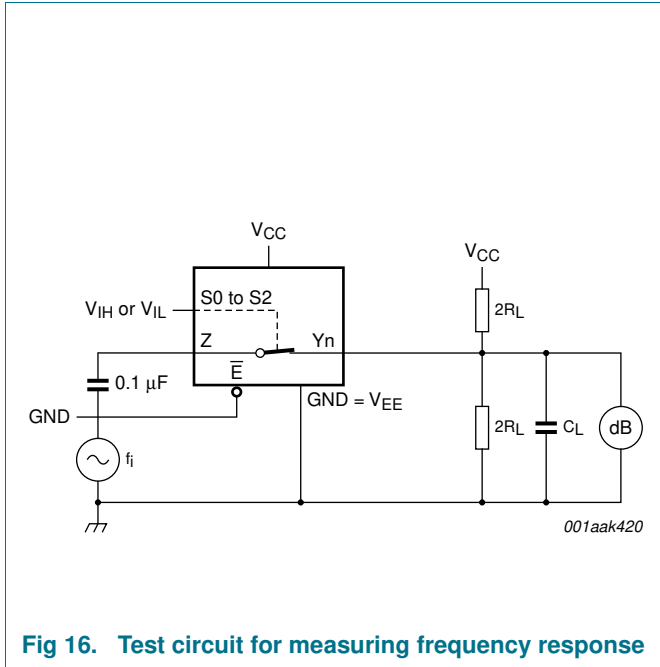 VCC
VCC
S0 to S2
2RL
VIH or VIL
Z
Yn
E
0.1 μF
GND = VEE
GND
2RL
CL
dB
fi
001aak420
Fig 16. Test circuit for measuring frequency response